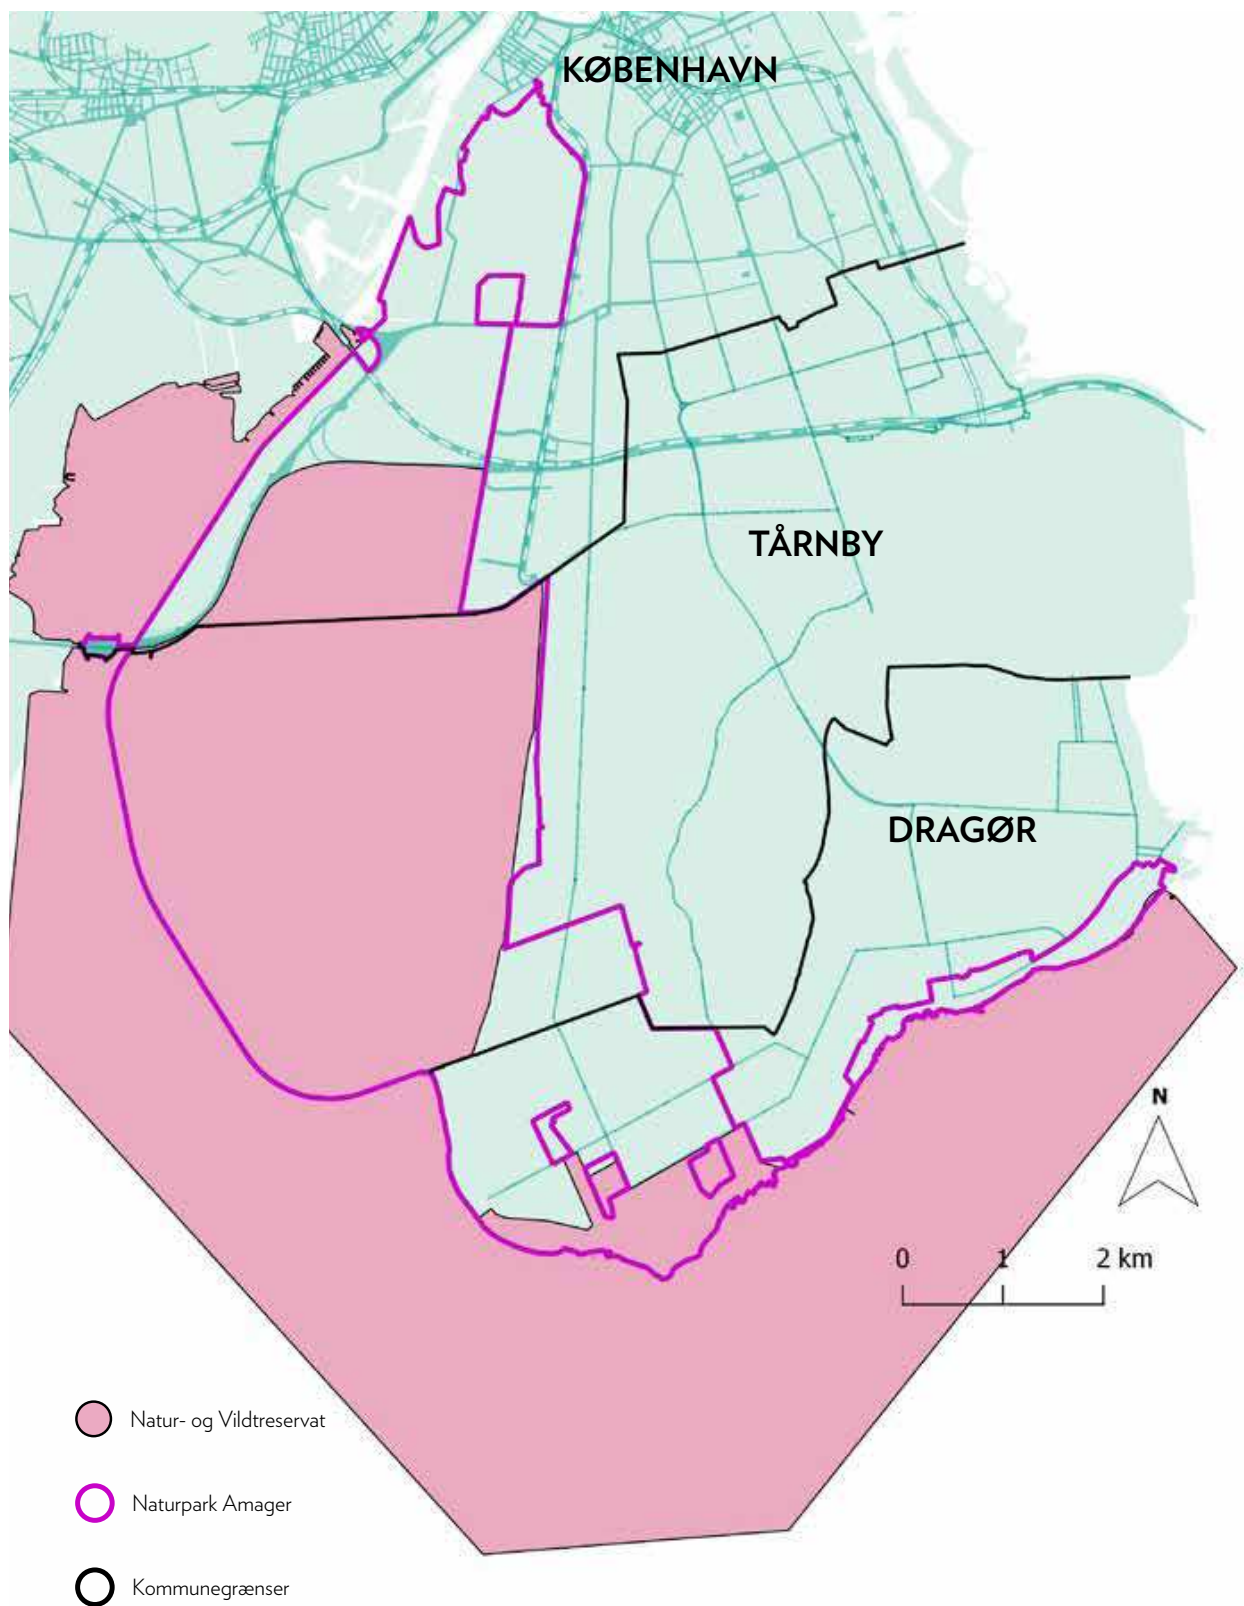 KØBENHAVN
TÅRNBY
DRAGØR
N
0 1 2 km
Natur- og Vildtreservat
Naturpark Amager
Kommunegrænser